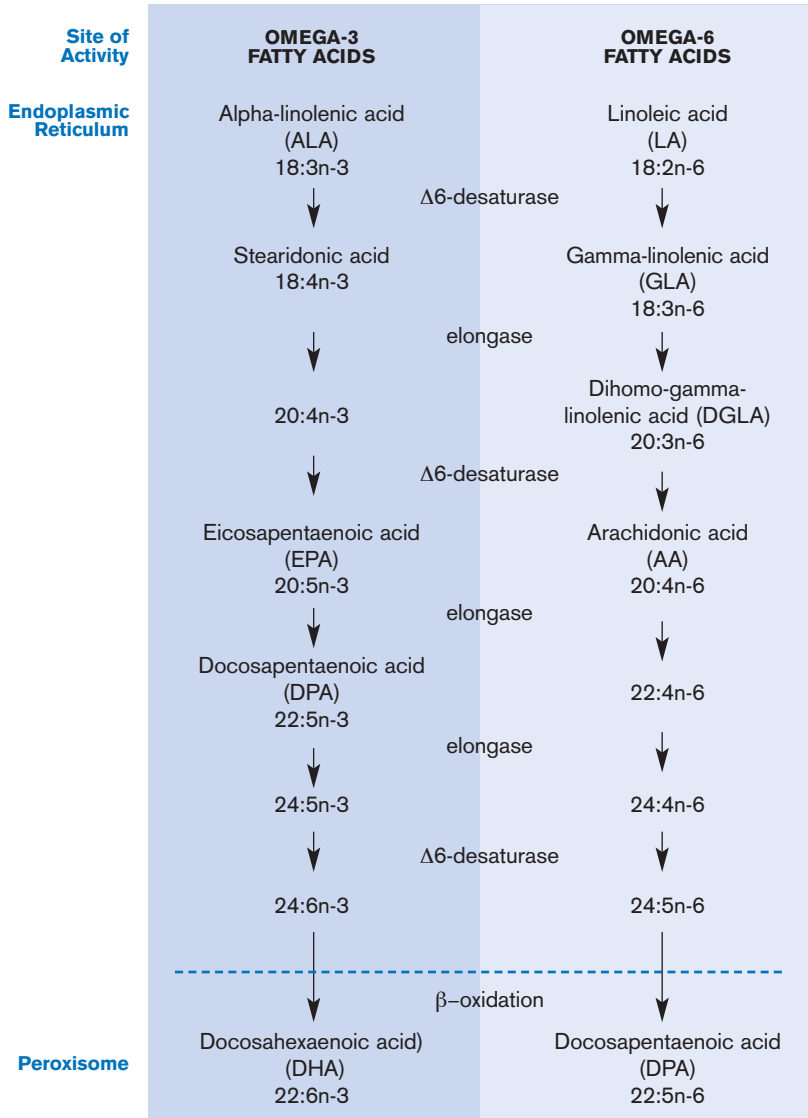 Site of
Activity
OMEGA-3
FATTY ACIDS
OMEGA-6
FATTY ACIDS
Endoplasmic
Reticulum
Alpha-linolenic acid
(ALA)
18:3n-3
Linoleic acid
(LA)
18:2n-6
Δ6-desaturase
Stearidonic acid
18:4n-3
Gamma-linolenic acid
(GLA)
18:3n-6
elongase
20:4n-3
Dihomo-gamma-
linolenic acid (DGLA)
20:3n-6
Δ6-desaturase
Eicosapentaenoic acid
(EPA)
20:5n-3
Arachidonic acid
(AA)
20:4n-6
elongase
Docosapentaenoic acid
(DPA)
22:5n-3
22:4n-6
elongase
24:5n-3
24:4n-6
Δ6-desaturase
24:6n-3
24:5n-6
β–oxidation
Peroxisome
Docosahexaenoic acid)
(DHA)
22:6n-3
Docosapentaenoic acid
(DPA)
22:5n-6